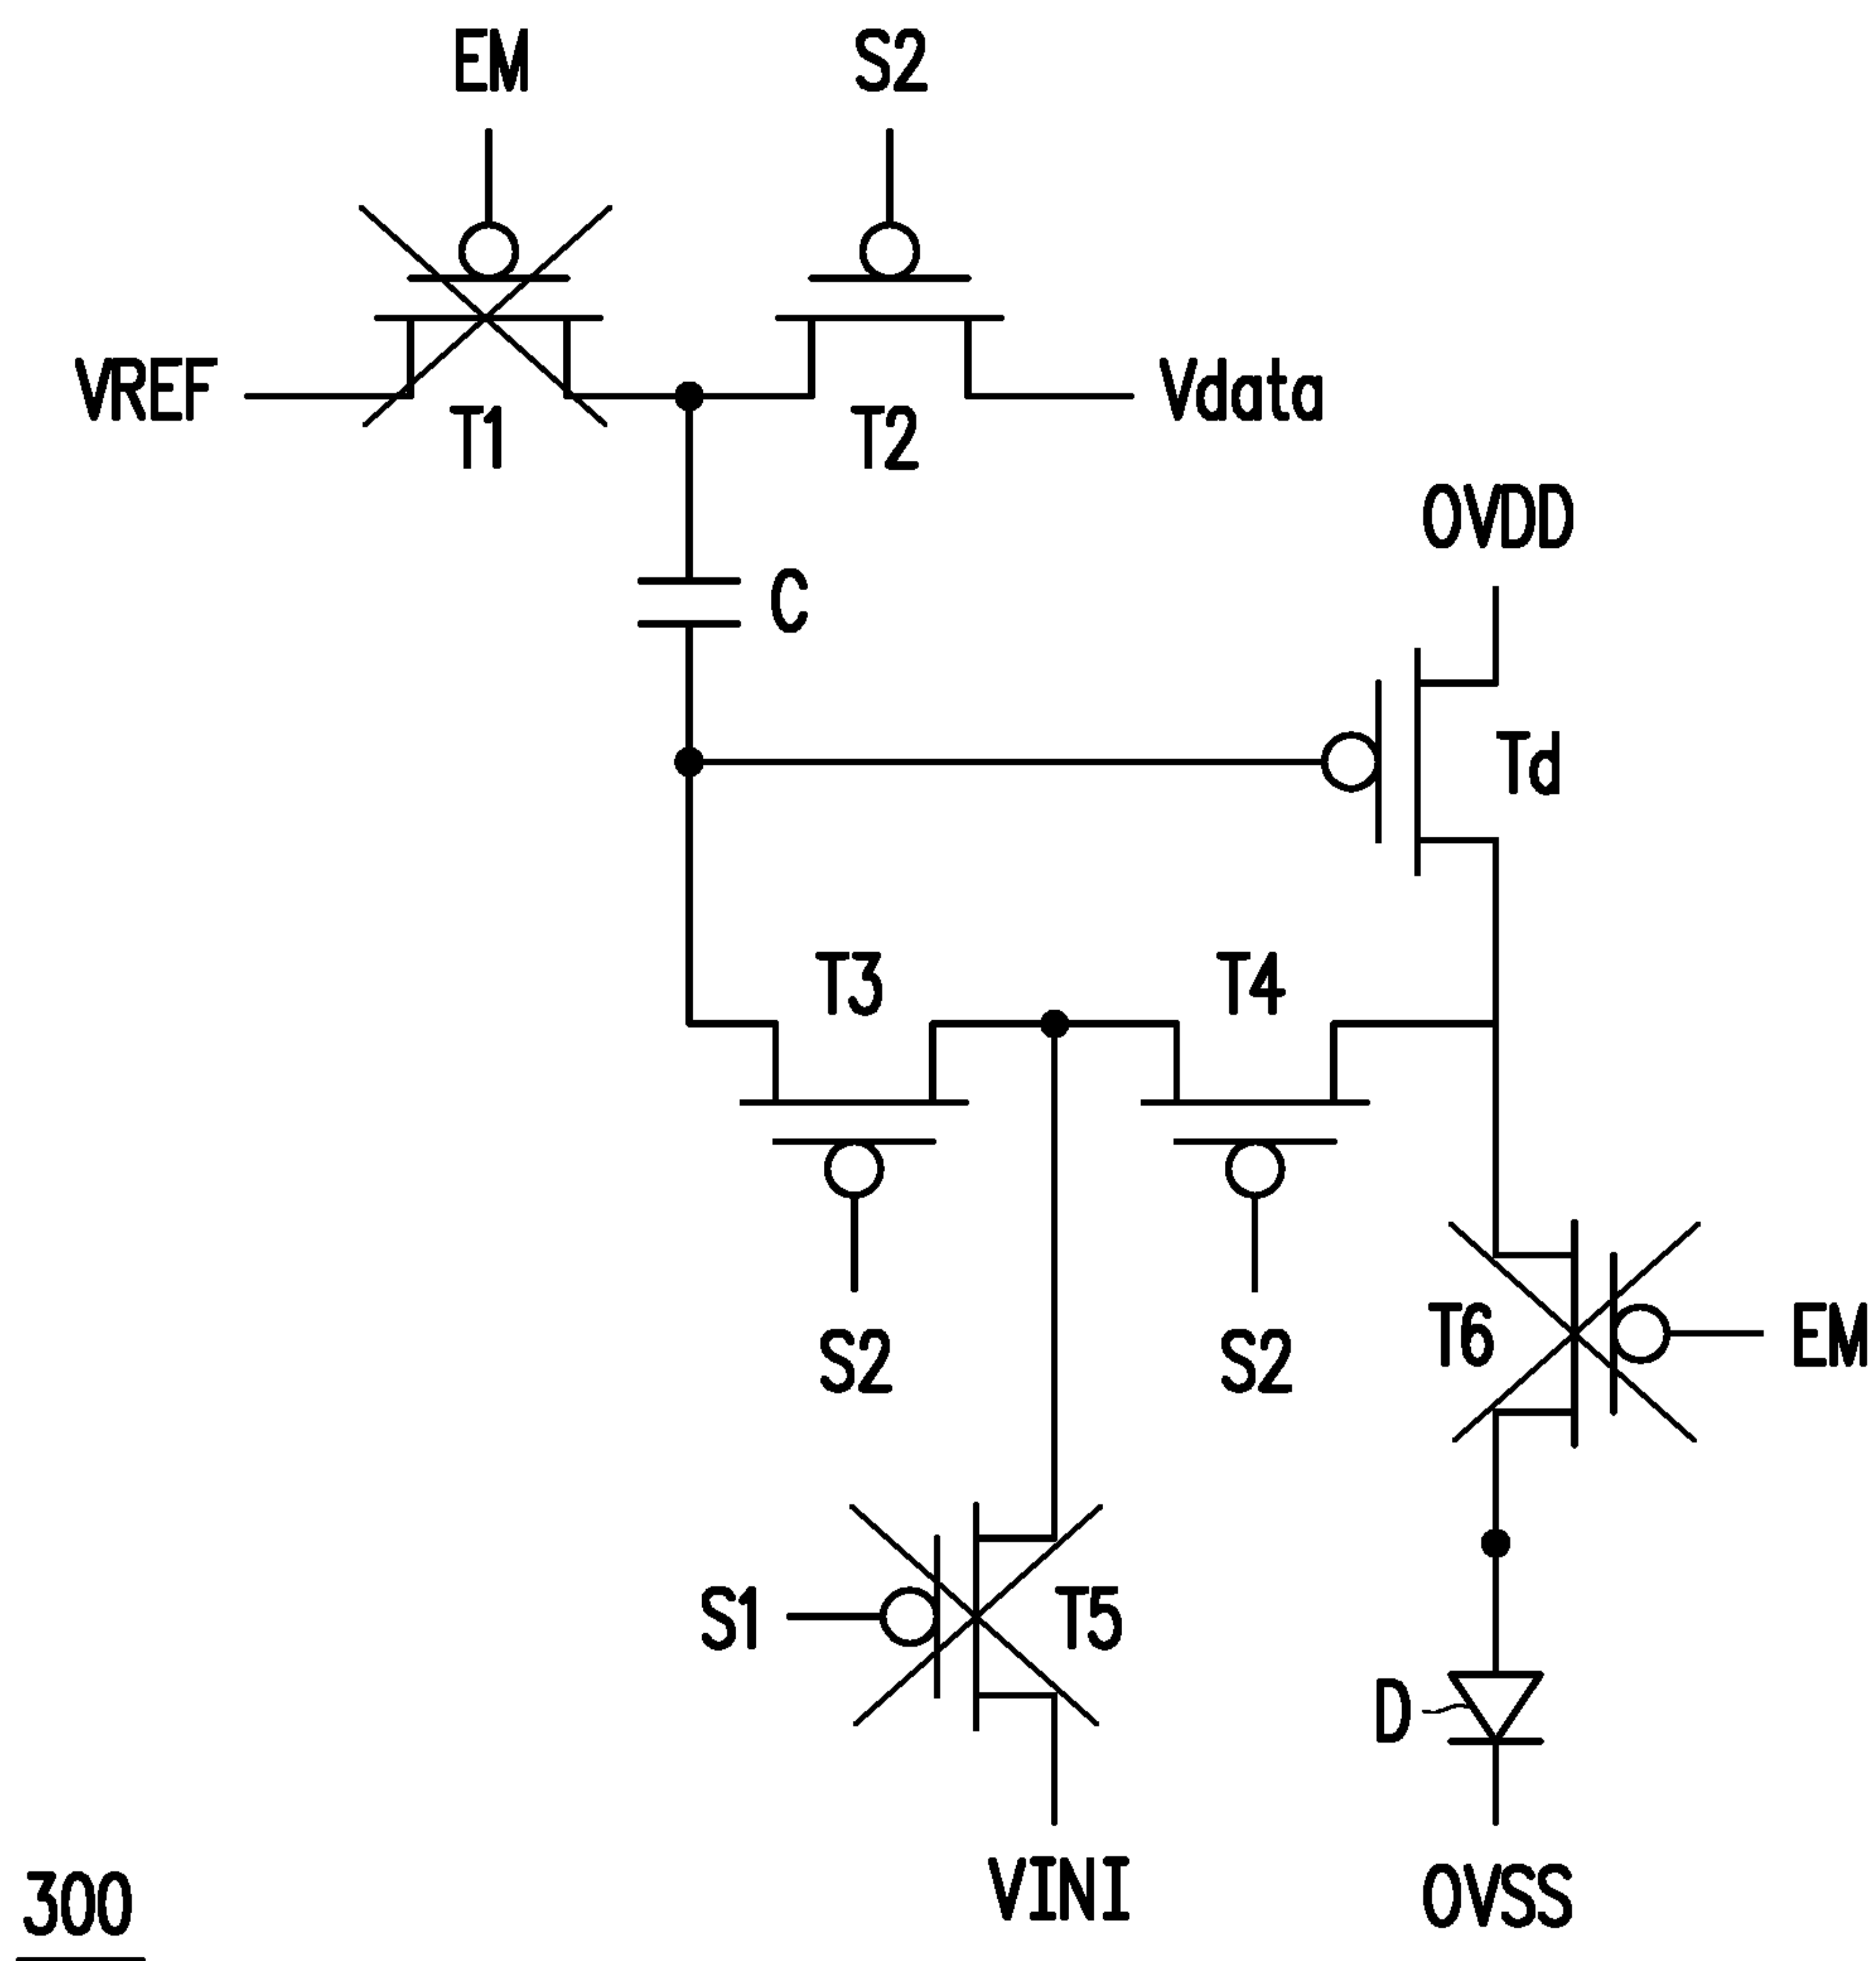 EM
S2
VREF
T1
T2
Vdata
OVDD
C
Td
T3
T4
T6
EM
S2
S2
S1
T5
D
VINI
OVSS
300